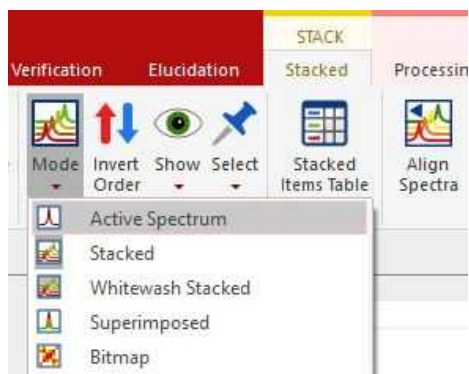 STACK
Verification Elucidation Stacked
Mode Invert Order Show Select Stacked Items Table Align Spectra
Active Spectrum
Stacked
Whitewash Stacked
Superimposed
Bitmap